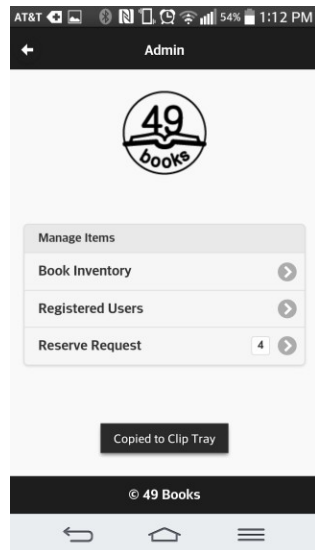 AT&T 54% 1:12 PM
Admin
49
books
Manage Items
Book Inventory
Registered Users
Reserve Request 4
Copied to Clip Tray
© 49 Books